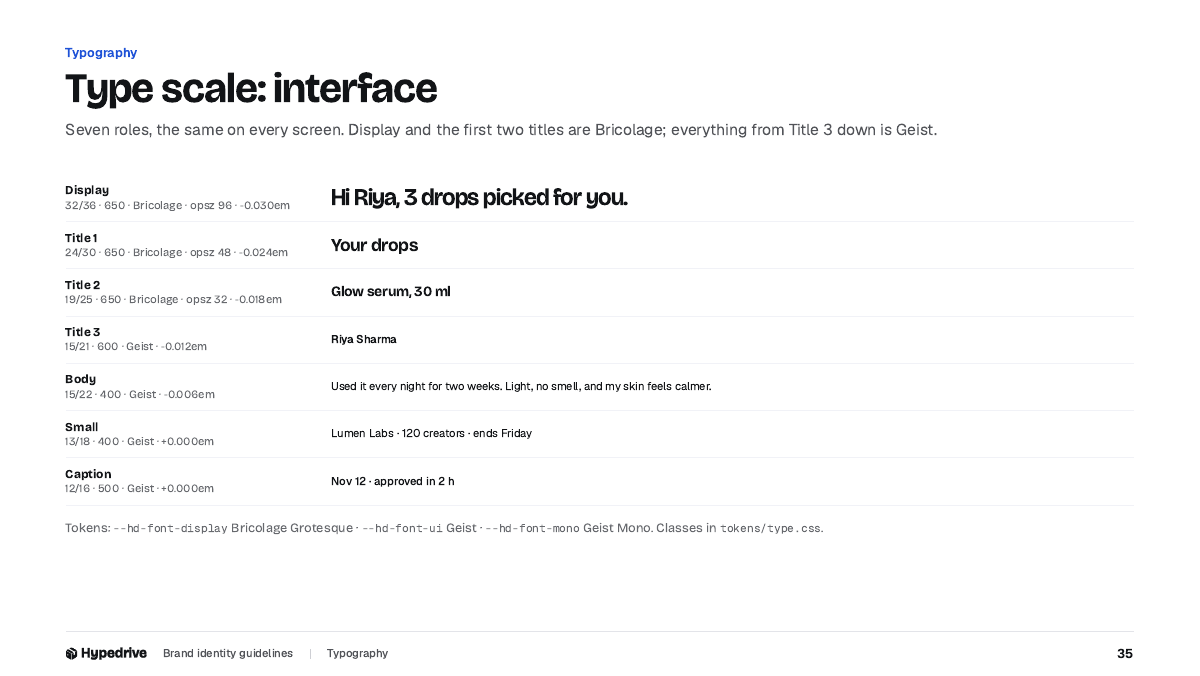 Typography
Type scale: interface
Seven roles, the same on every screen. Display and the first two titles are Bricolage; everything from Title 3 down is Geist.
Display
32/36 · 650 · Bricolage · opsz 96 · -0.030em
Hi Riya, 3 drops picked for you.
Title 1
24/30 · 650 · Bricolage · opsz 48 · -0.024em
Your drops
Title 2
19/25 · 650 · Bricolage · opsz 32 · -0.018em
Glow serum, 30 ml
Title 3
15/21 · 600 · Geist · -0.012em
Riya Sharma
Body
15/22 · 400 · Geist · -0.006em
Used it every night for two weeks. Light, no smell, and my skin feels calmer.
Small
13/18 · 400 · Geist · +0.000em
Lumen Labs · 120 creators · ends Friday
Caption
12/16 · 500 · Geist · +0.000em
Nov 12 · approved in 2 h
Tokens: --hd-font-display Bricolage Grotesque · --hd-font-ui Geist · --hd-font-mono Geist Mono. Classes in tokens/type.css.
Hypedrive Brand identity guidelines | Typography 35